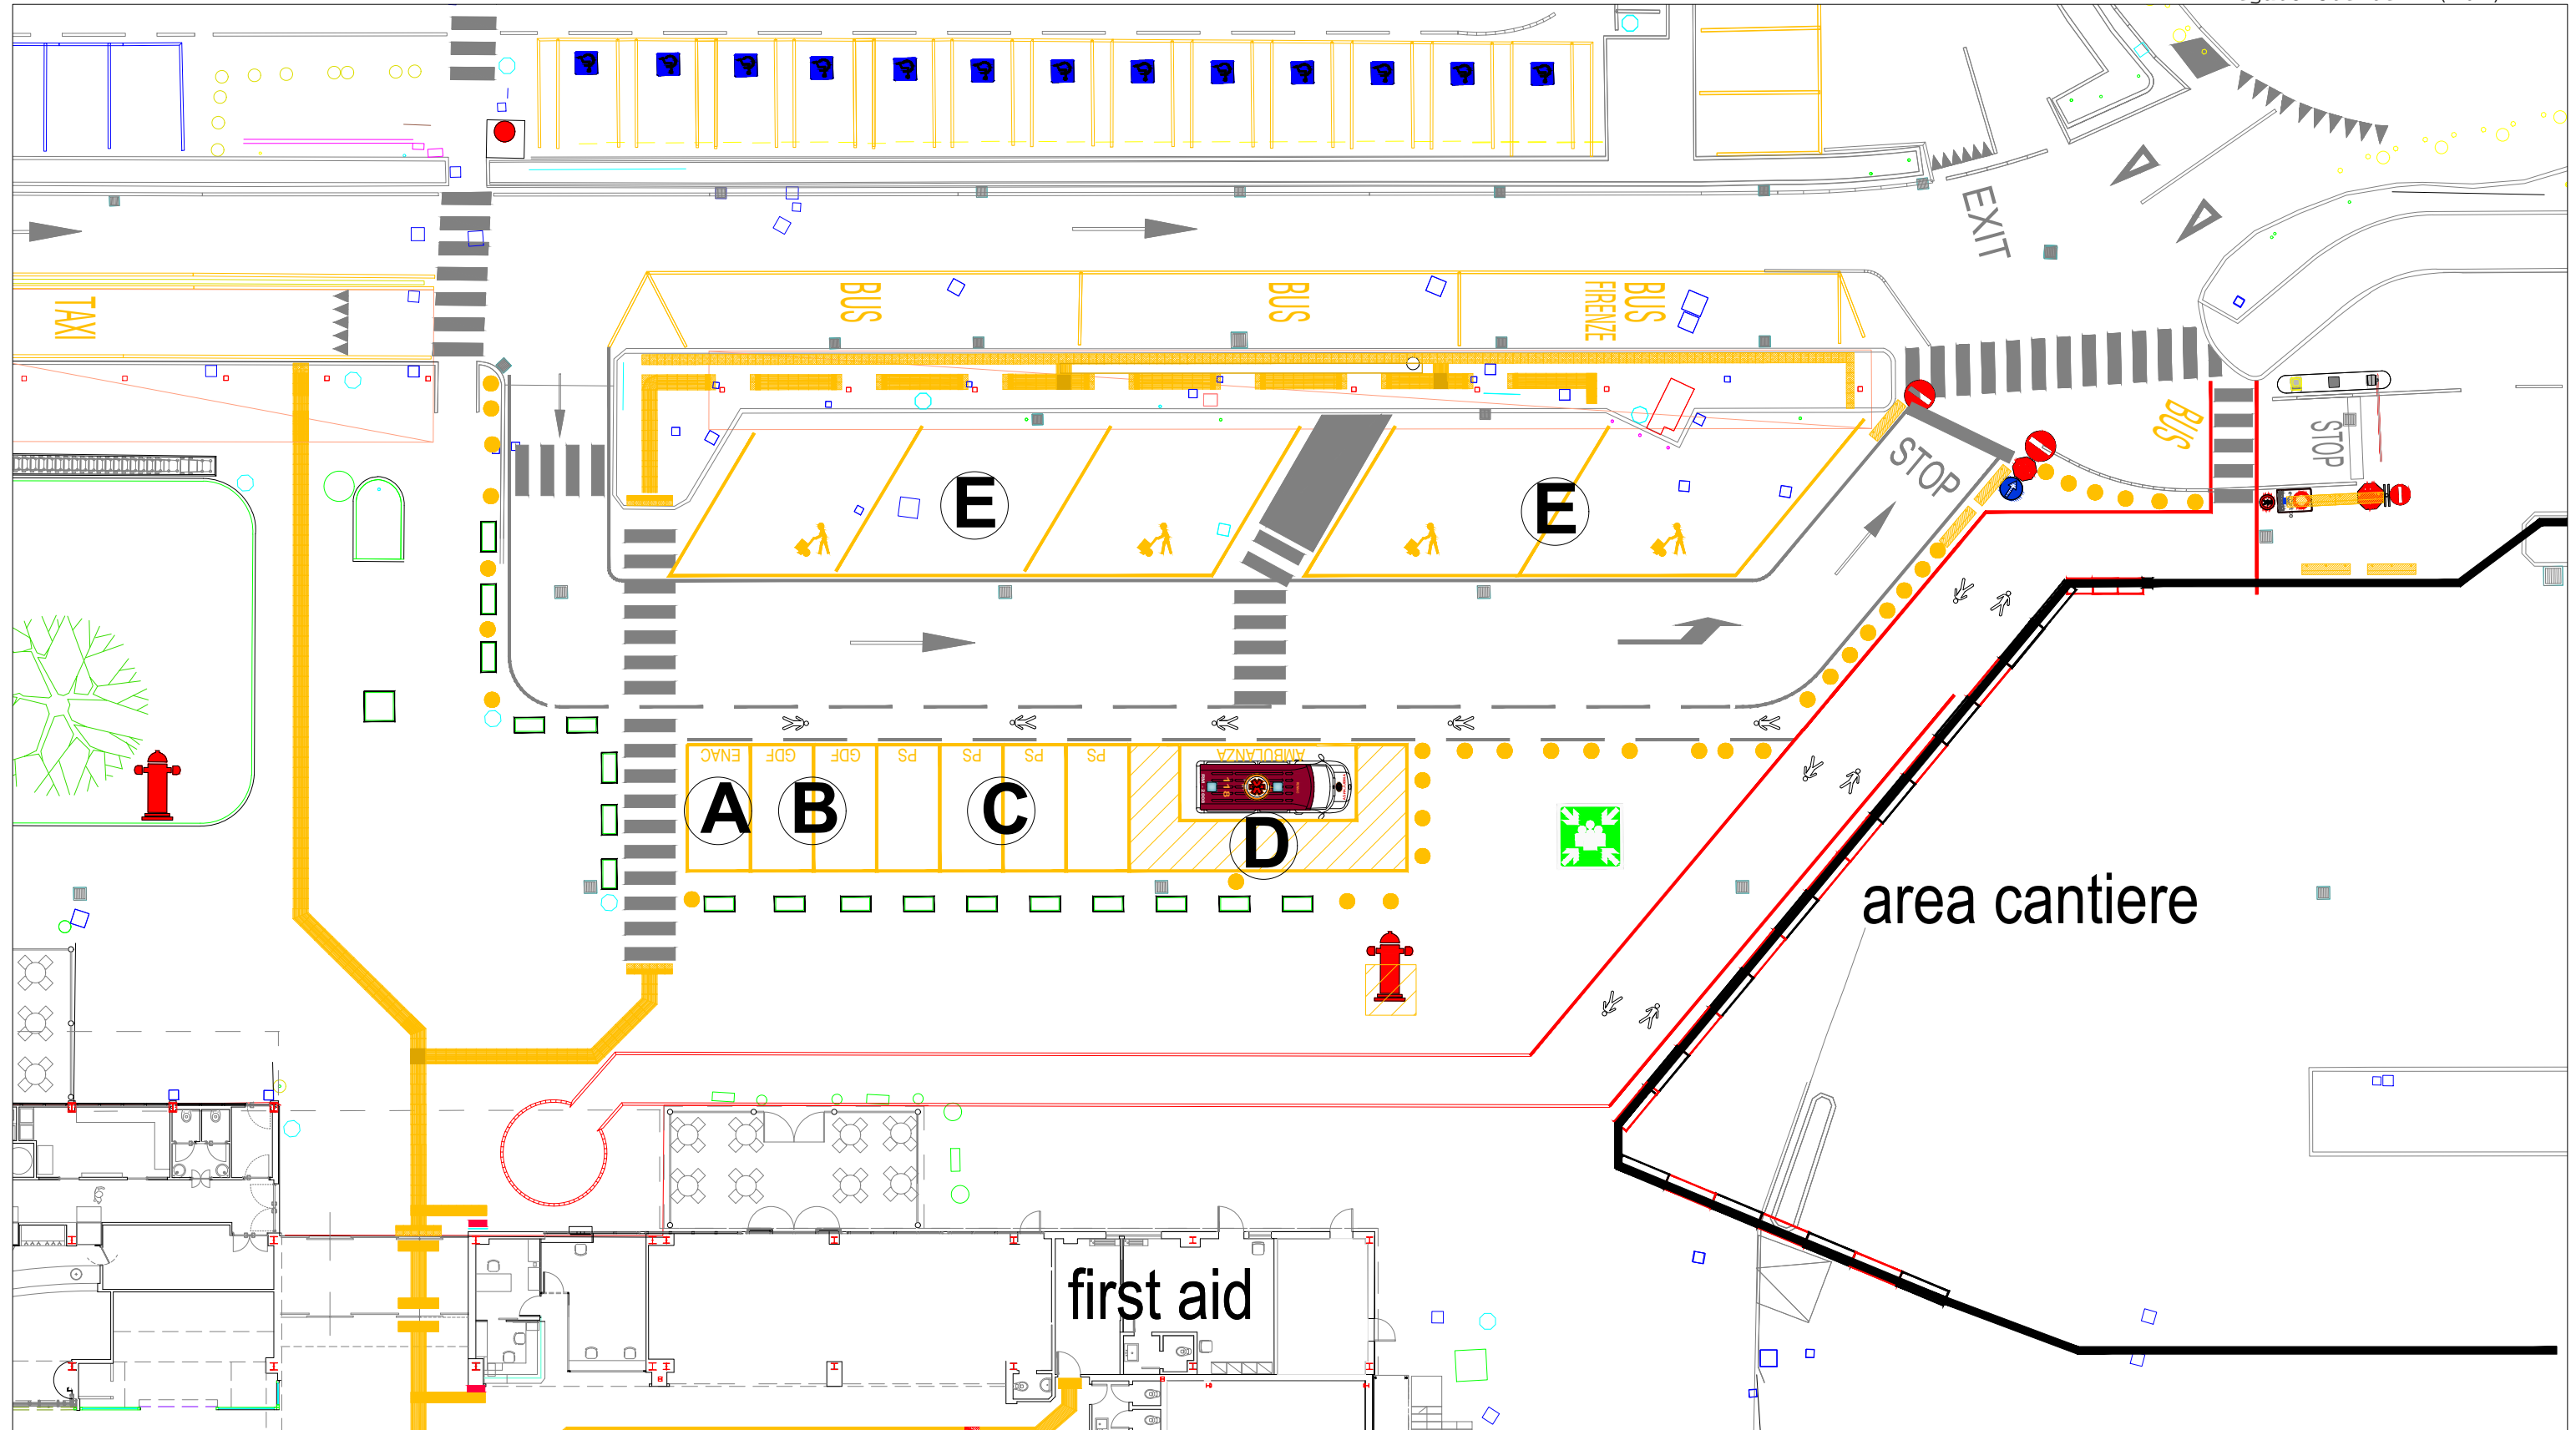 EXIT
TAXI
BUS
BUS
BUS
FIRENZE
BUS
STOP
STOP
E
E
ENAC
GDF
GDF
PS
PS
PS
PS
AMBULANZA
118
A
B
C
D
area cantiere
first aid